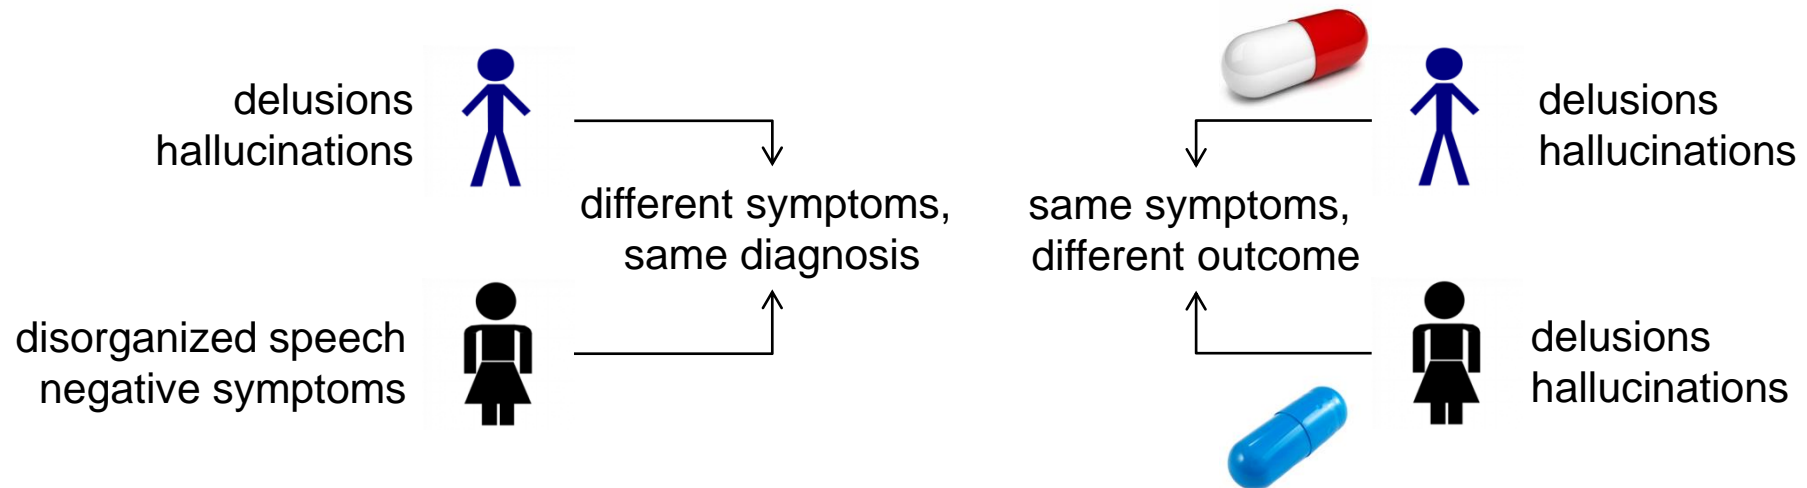 delusions
hallucinations
disorganized speech
negative symptoms
different symptoms,
same diagnosis
same symptoms,
different outcome
delusions
hallucinations
delusions
hallucinations